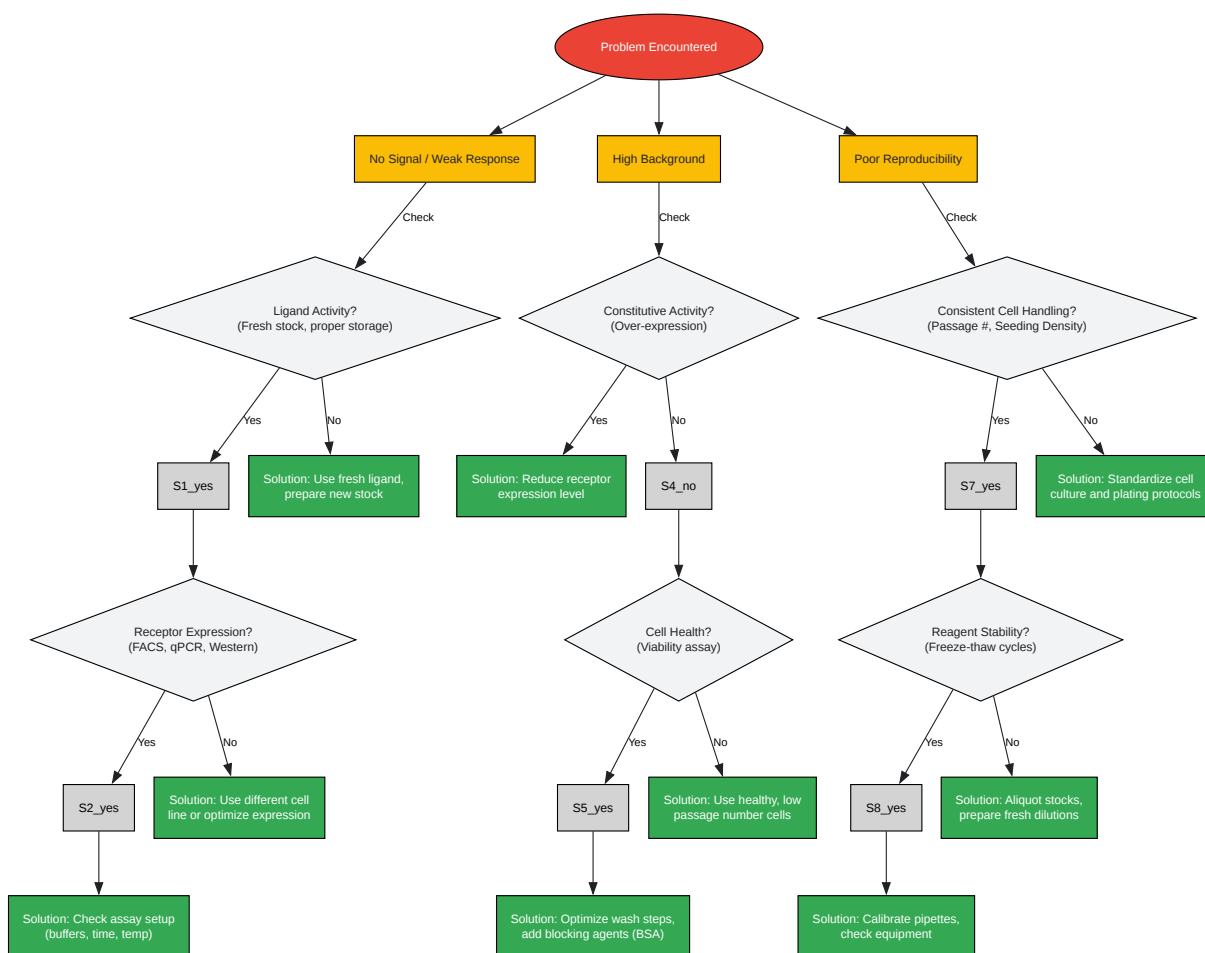 Problem Encountered
No Signal / Weak Response
High Background
Poor Reproducibility
Check
Check
Check
Ligand Activity?
(Fresh stock, proper storage)
Constitutive Activity?
(Over-expression)
Consistent Cell Handling?
(Passage #, Seeding Density)
Yes
No
Yes
No
Yes
No
S1_yes
Solution: Use fresh ligand,
prepare new stock
Solution: Reduce receptor
expression level
S4_no
S7_yes
Solution: Standardize cell
culture and plating protocols
Receptor Expression?
(FACS, qPCR, Western)
Cell Health?
(Viability assay)
Reagent Stability?
(Freeze-thaw cycles)
Yes
No
Yes
No
Yes
No
S2_yes
Solution: Use different cell
line or optimize expression
S5_yes
Solution: Use healthy, low
passage number cells
S8_yes
Solution: Aliquot stocks,
prepare fresh dilutions
Solution: Check assay setup
(buffers, time, temp)
Solution: Optimize wash steps,
add blocking agents (BSA)
Solution: Calibrate pipettes,
check equipment